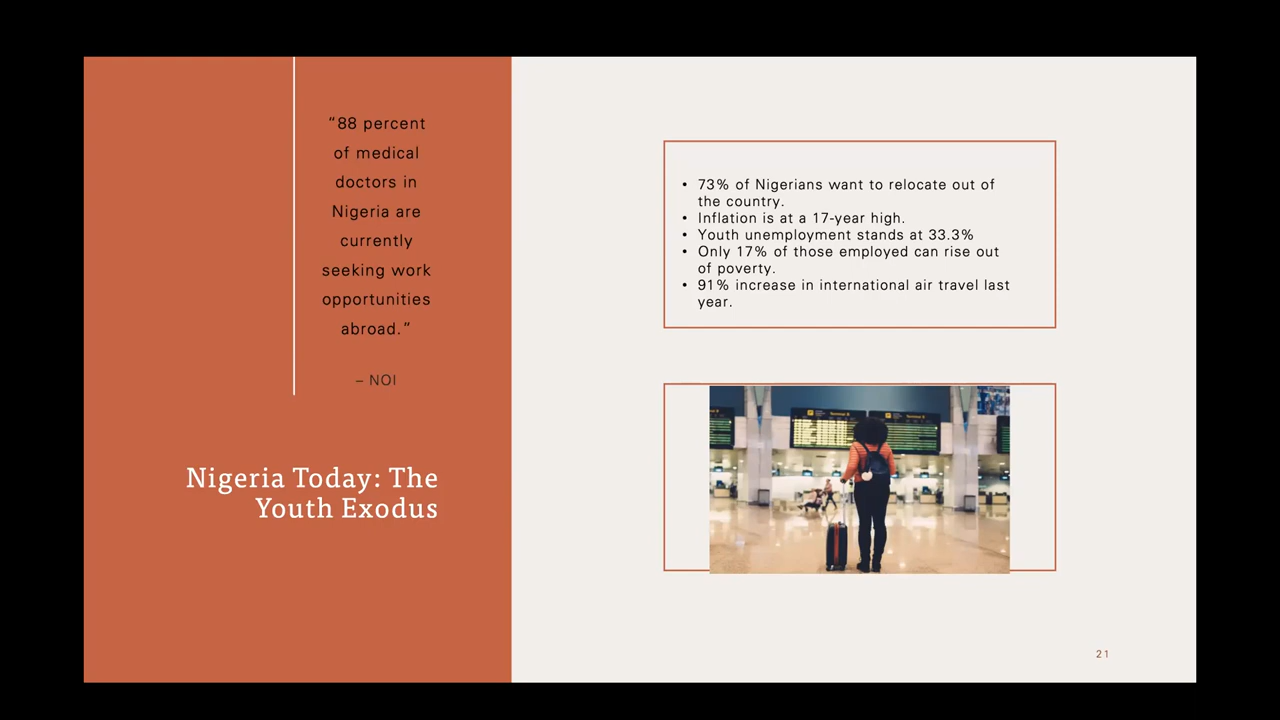 “88 percent
of medical
doctors in
Nigeria are
currently
seeking work
opportunities
abroad.”
– NOI
Nigeria Today: The
Youth Exodus
• 73% of Nigerians want to relocate out of
the country.
• Inflation is at a 17-year high.
• Youth unemployment stands at 33.3%
• Only 17% of those employed can rise out
of poverty.
• 91% increase in international air travel last
year.
21